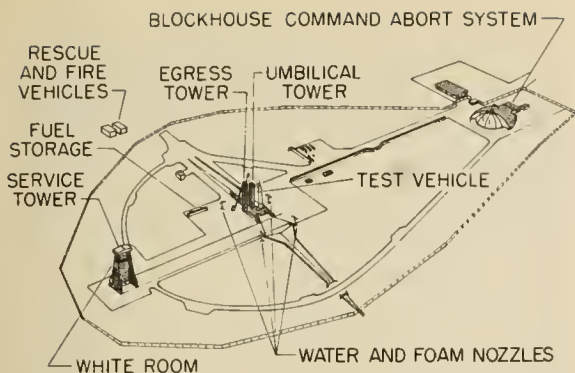 BLOCKHOUSE COMMAND ABORT SYSTEM
RESCUE
AND FIRE
VEHICLES
EGRESS
TOWER
UMBILICAL
TOWER
FUEL
STORAGE
SERVICE
TOWER
TEST VEHICLE
WHITE ROOM
WATER AND FOAM NOZZLES